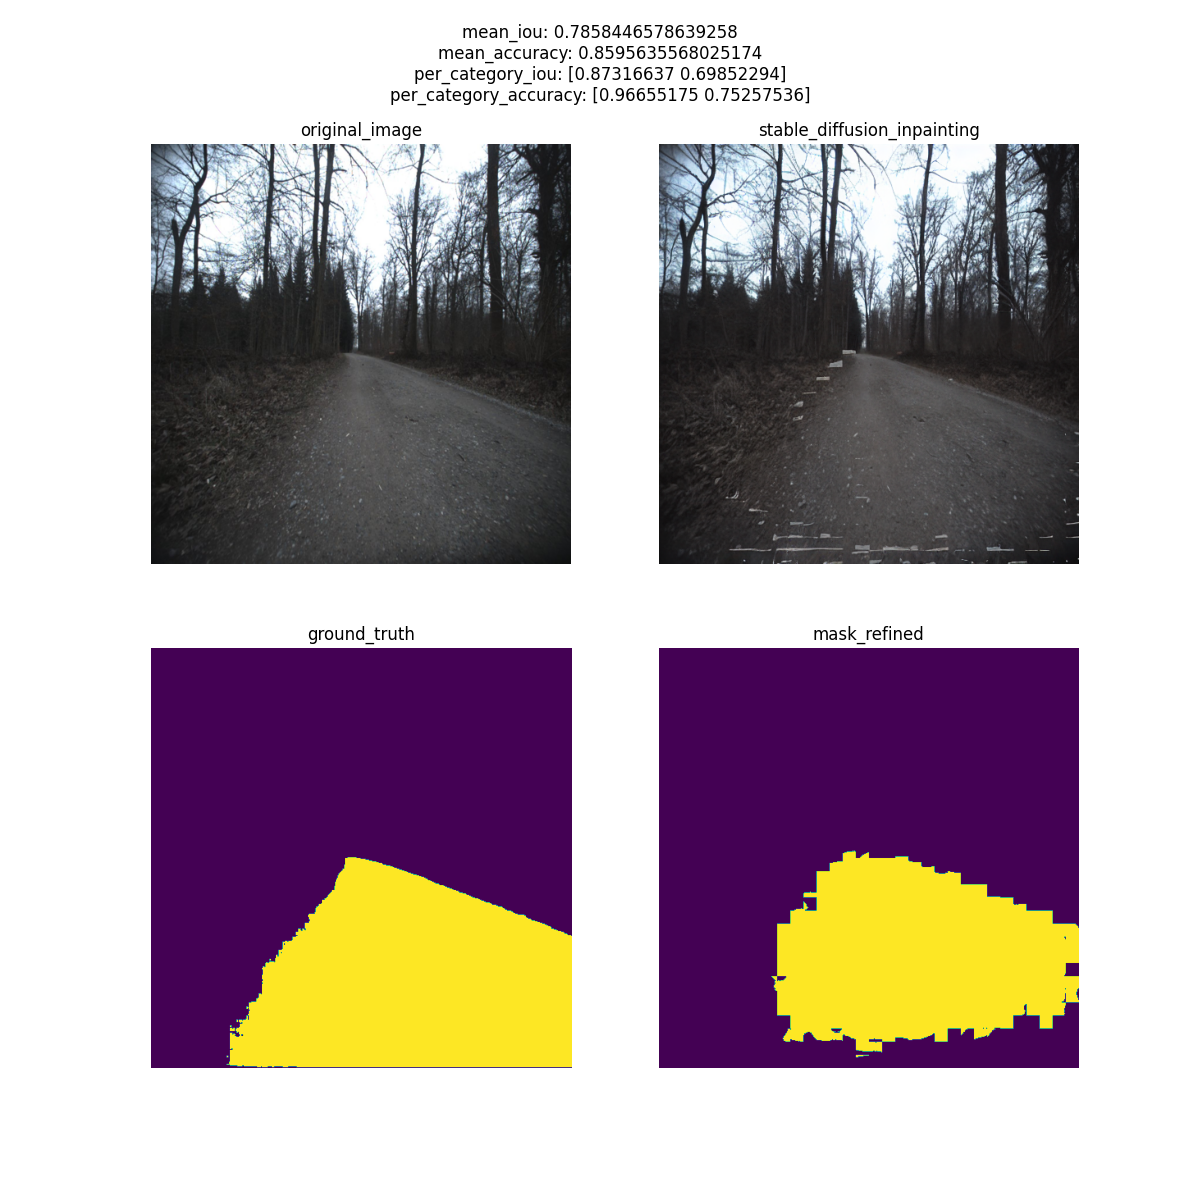 mean_iou: 0.7858446578639258
mean_accuracy: 0.8595635568025174
per_category_iou: [0.87316637 0.69852294]
per_category_accuracy: [0.96655175 0.75257536]
original_image
stable_diffusion_inpainting
ground_truth
mask_refined